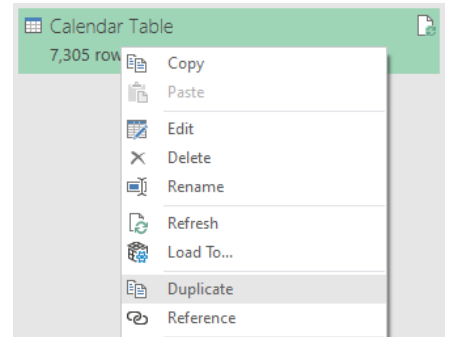 Calendar Table
7,305 row
Copy
Paste
Edit
Delete
Rename
Refresh
Load To...
Duplicate
Reference